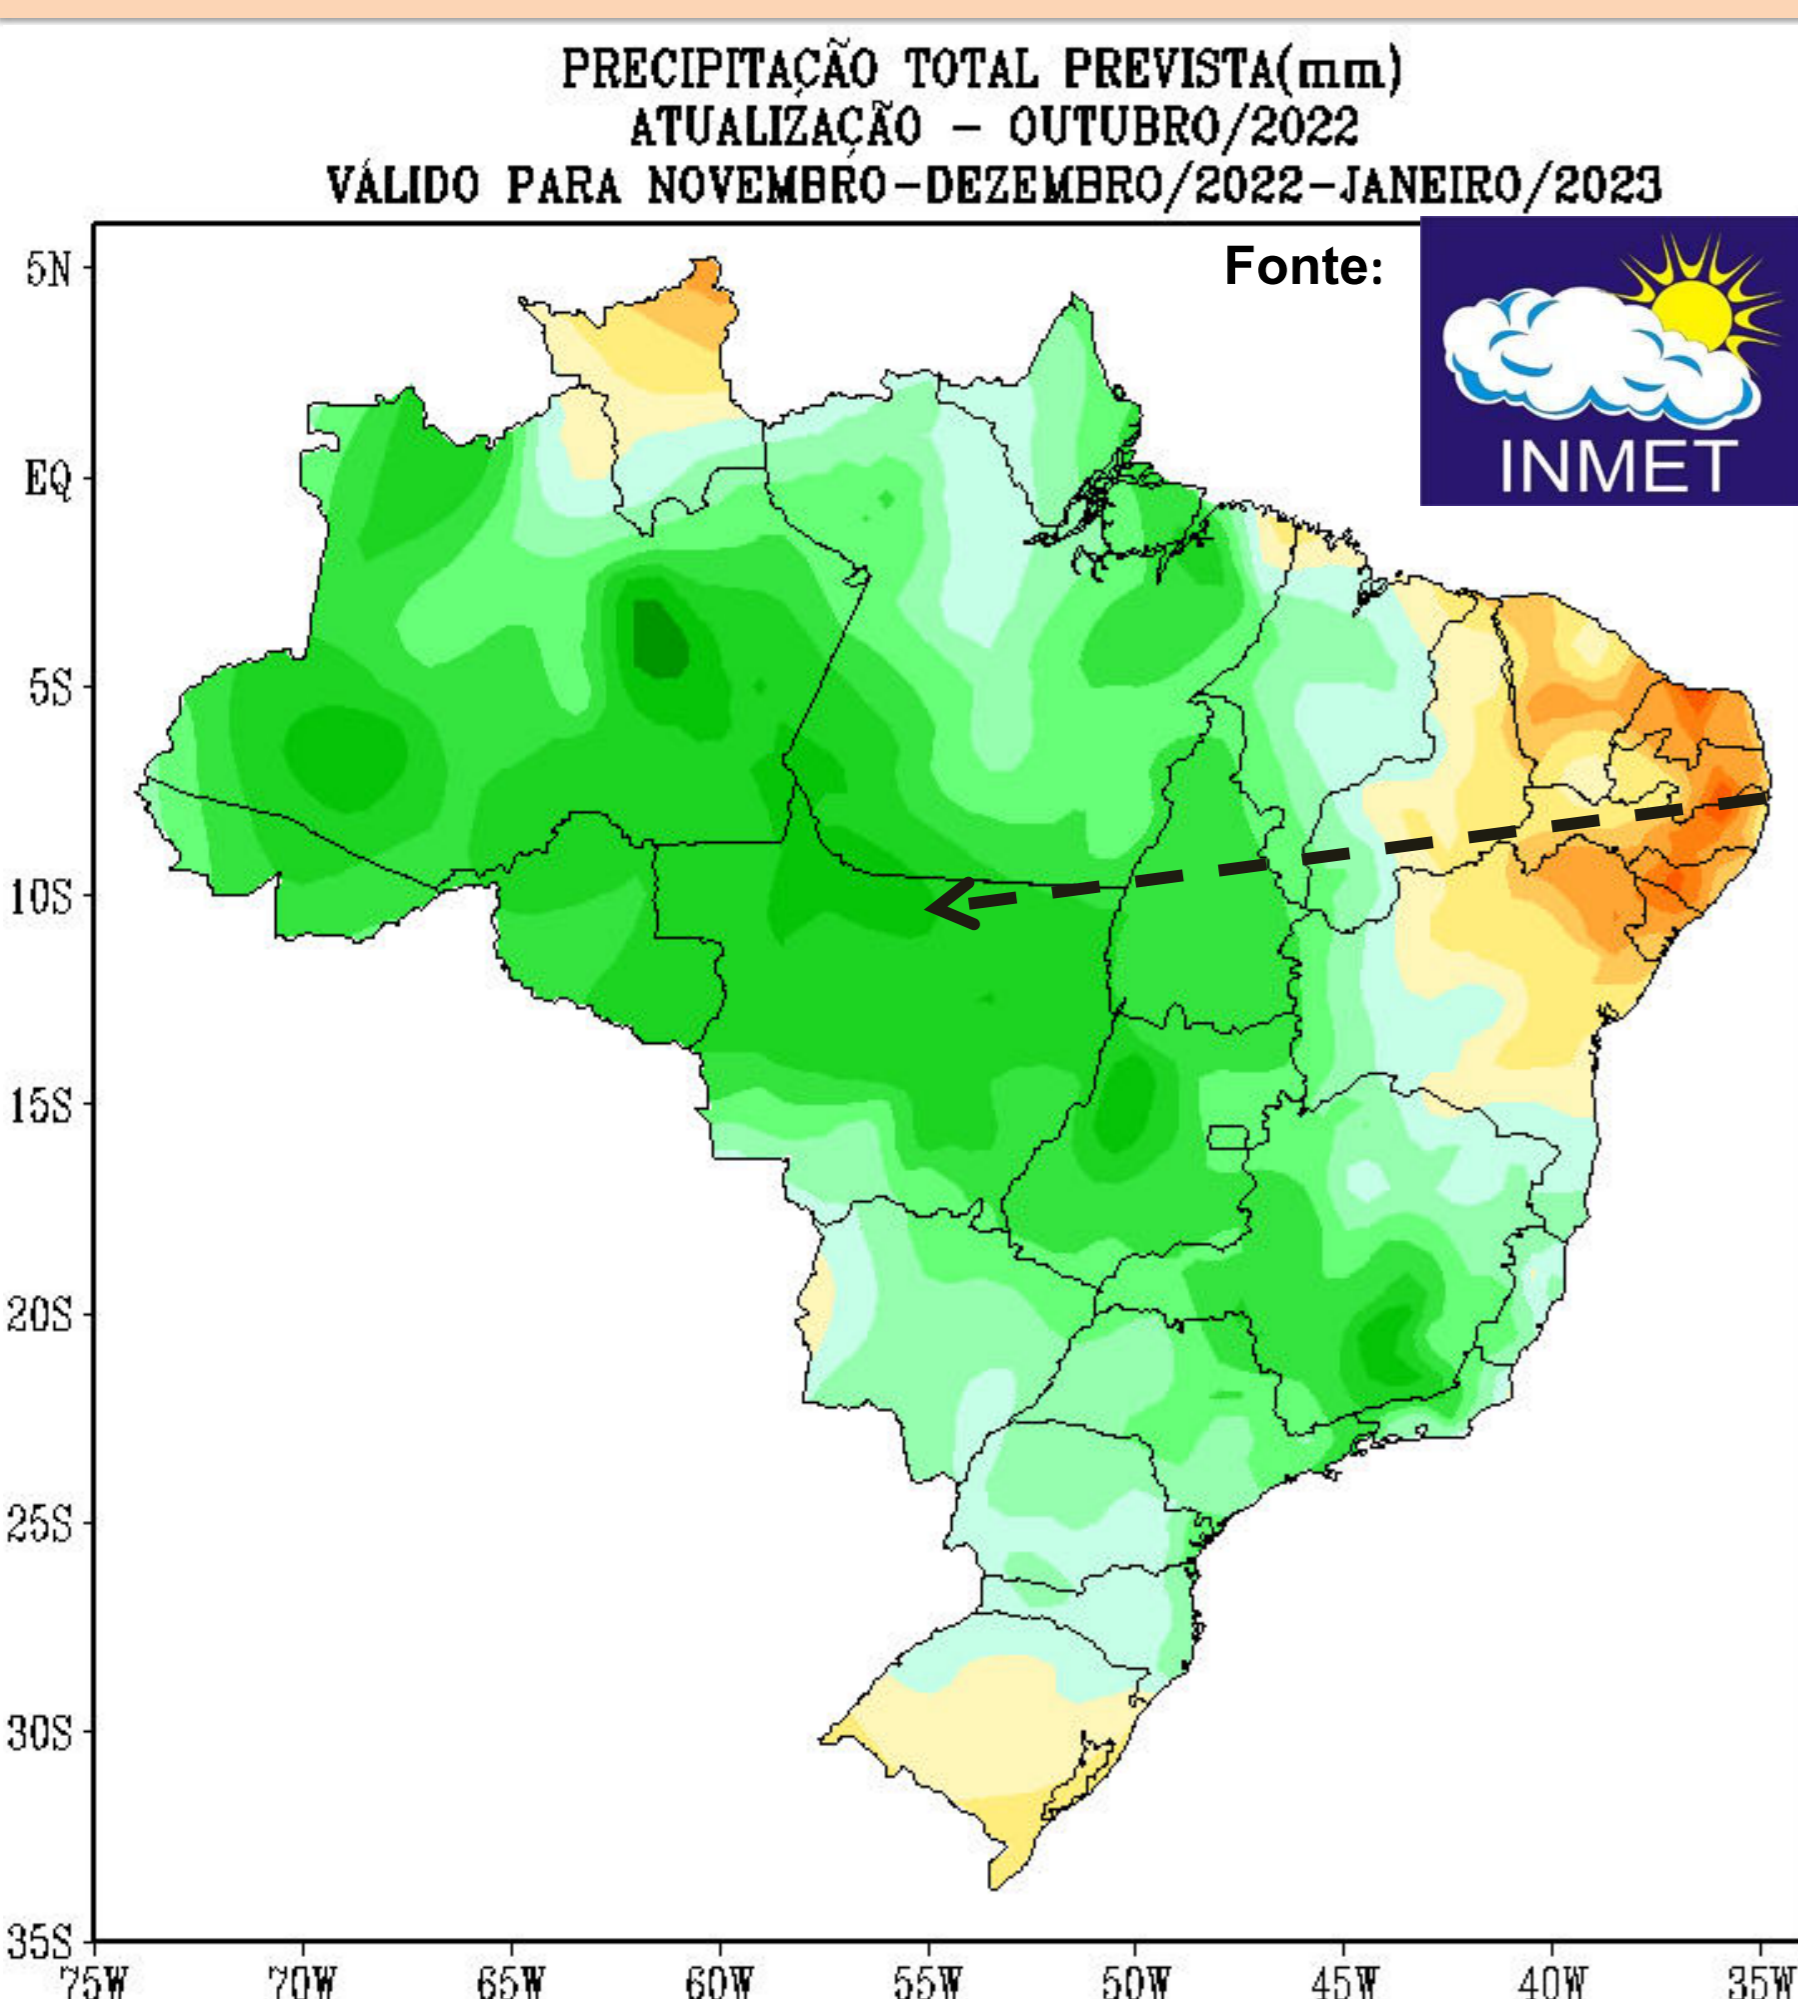 PRECIPITAÇÃO TOTAL PREVISTA(mm)
ATUALIZAÇÃO - OUTUBRO/2022
VÁLIDO PARA NOVEMBRO-DEZEMBRO/2022-JANEIRO/2023
Fonte:
INMET
5N
EQ
5S
10S
15S
20S
25S
30S
35S
75W 70W 65W 60W 55W 50W 45W 40W 35W